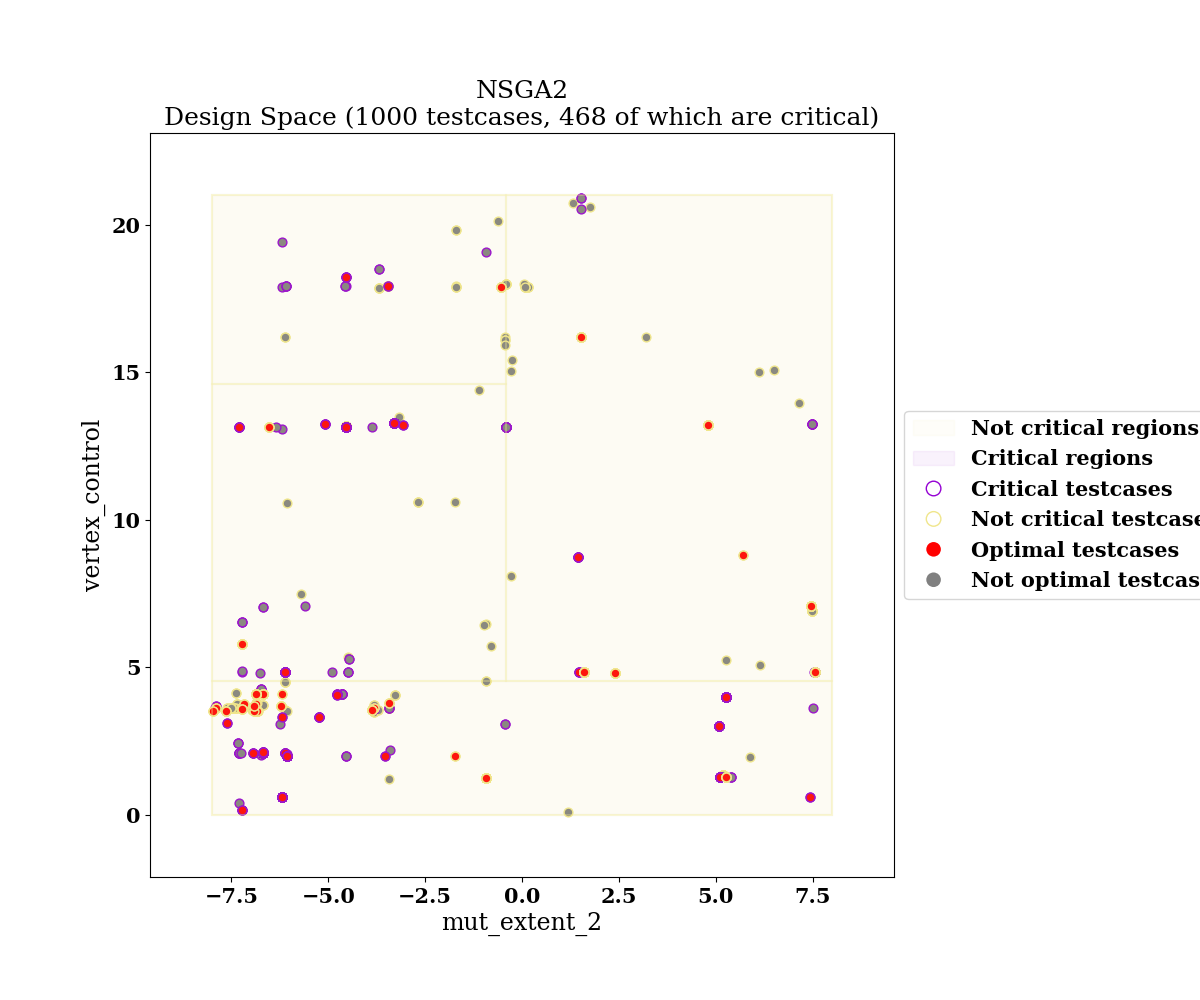 NSGA2
Design Space (1000 testcases, 468 of which are critical)
vertex_control
20
15
10
5
0
−7.5 −5.0 −2.5 0.0 2.5 5.0 7.5
mut_extent_2
Not critical regions
Critical regions
Critical testcases
Not critical testcase
Optimal testcases
Not optimal testcas